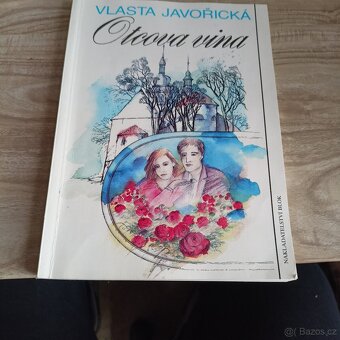 VLASTA JAVOŘICKÁ
Otcova vina
NAKLADATELSTVÍ BLOK
© Bazos.cz